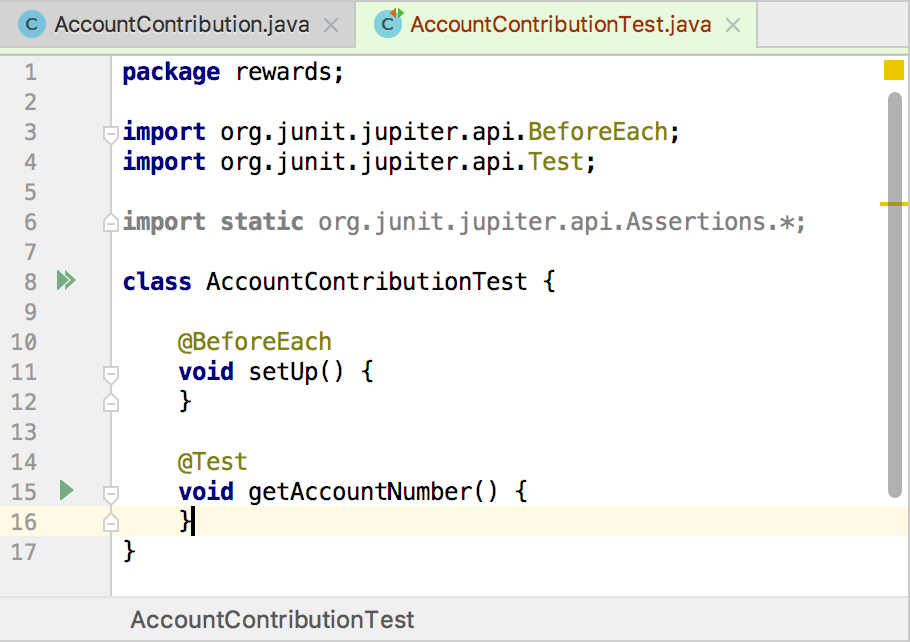 C AccountContribution.java × C AccountContributionTest.java ×
1 package rewards;
2
3 import org.junit.jupiter.api.BeforeEach;
4 import org.junit.jupiter.api.Test;
5
6 import static org.junit.jupiter.api.Assertions.*;
7
8 class AccountContributionTest {
9
10 @BeforeEach
11 void setUp() {
12 }
13
14 @Test
15 void getAccountNumber() {
16 }
17 }
AccountContributionTest